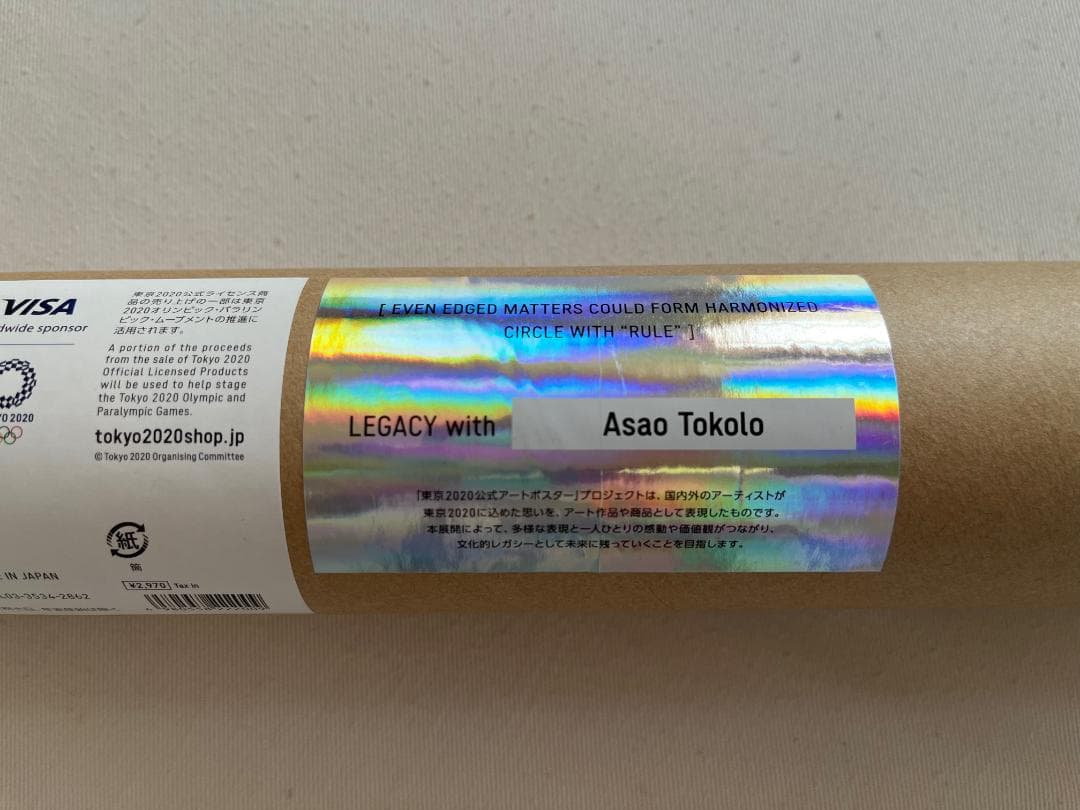 VISA
dwide sponsor
YO 2020
東京2020公式ライセンス商
品の売り上げの一部は東京
2020オリンピック・パラリン
ピック・ムーブメントの推進に
活用されます。
A portion of the proceeds
from the sale of Tokyo 2020
Official Licensed Products
will be used to help stage
the Tokyo 2020 Olympic and
Paralympic Games.
tokyo2020shop.jp
© Tokyo 2020 Organising Committee
紙
筒
IN JAPAN
03-3534-2862
¥2,970 Tax in
[ EVEN EDGED MATTERS COULD FORM HARMONIZED
CIRCLE WITH “RULE” ]
LEGACY with Asao Tokolo
「東京2020公式アートポスター」プロジェクトは、国内外のアーティストが
東京2020に込めた思いを、アート作品や商品として表現したものです。
本展開によって、多様な表現と一人ひとりの感動や価値観がつながり、
文化的レガシーとして未来に残っていくことを目指します。